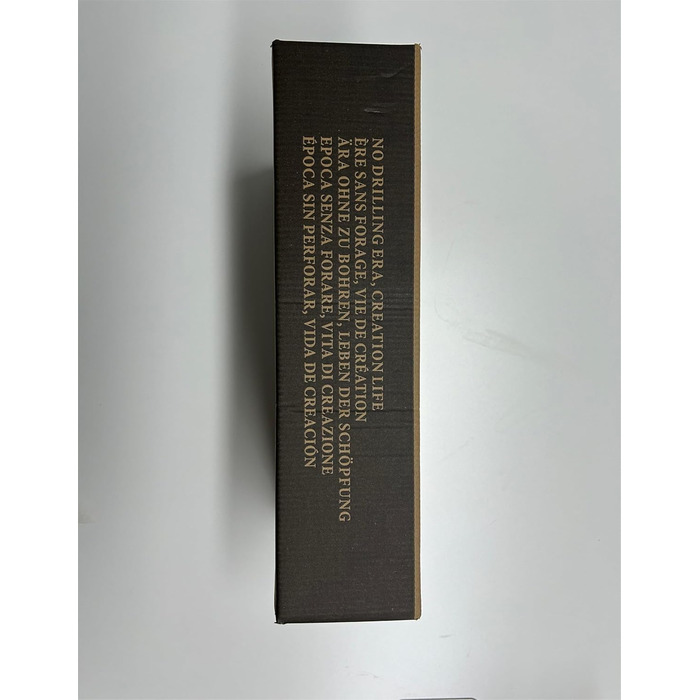 NO DRILLING ERA, CREATION LIFE
ÈRE SANS FORAGE, VIE DE CRÉATION
ÄRA OHNE ZU BOHREN, LEBEN DER SCHÖPFUNG
EPOCA SENZA FORARE, VITA DI CREAZIONE
ÉPOCA SIN PERFORAR, VIDA DE CREACIÓN